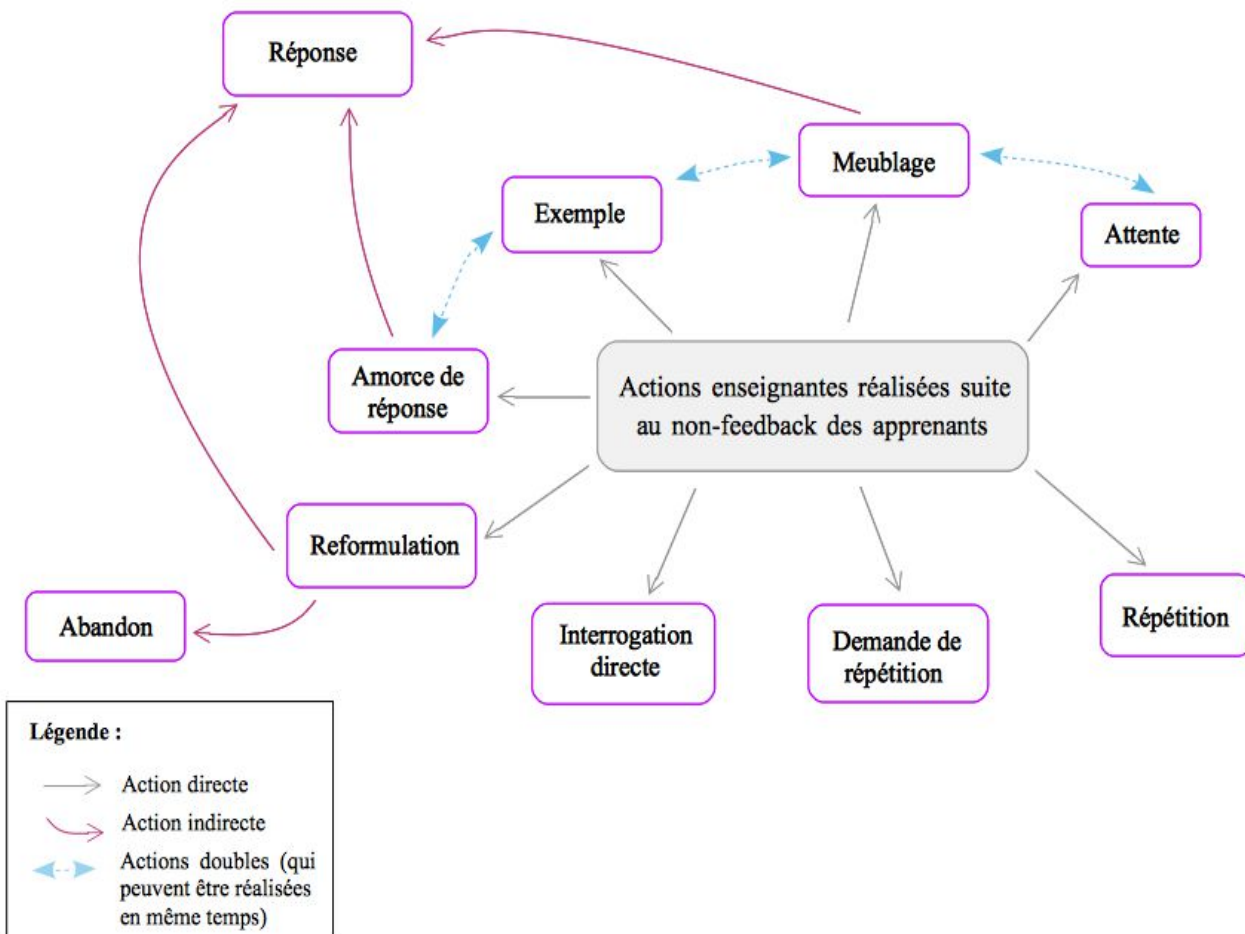 Réponse
Meublage
Exemple
Attente
Amorce de
réponse
Actions enseignantes réalisées suite
au non-feedback des apprenants
Reformulation
Abandon
Interrogation
directe
Demande de
répétition
Répétition
Légende :
Action directe
Action indirecte
Actions doubles (qui
peuvent être réalisées
en même temps)